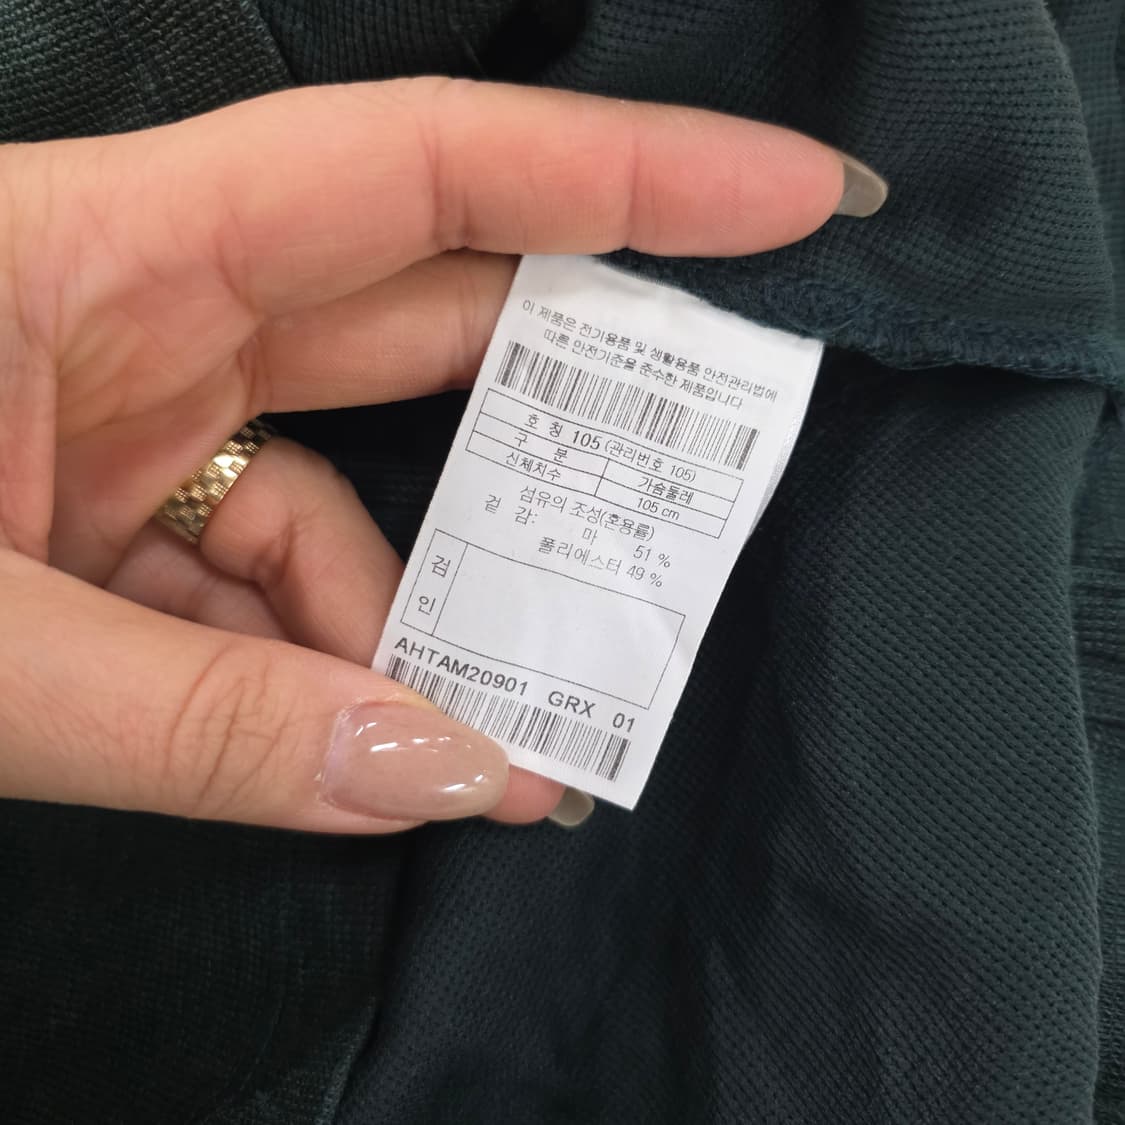 이 제품은 전기용품 및 생활용품 안전관리법에
따른 안전기준을 준수한 제품입니다
호 칭 105 (관리번호 105)
구 분 가슴둘레
신체치수 105 cm
섬유의 조성(혼용률)
겉 감:
마 51 %
폴리에스터 49 %
검
인
AHTAM20901 GRX 01